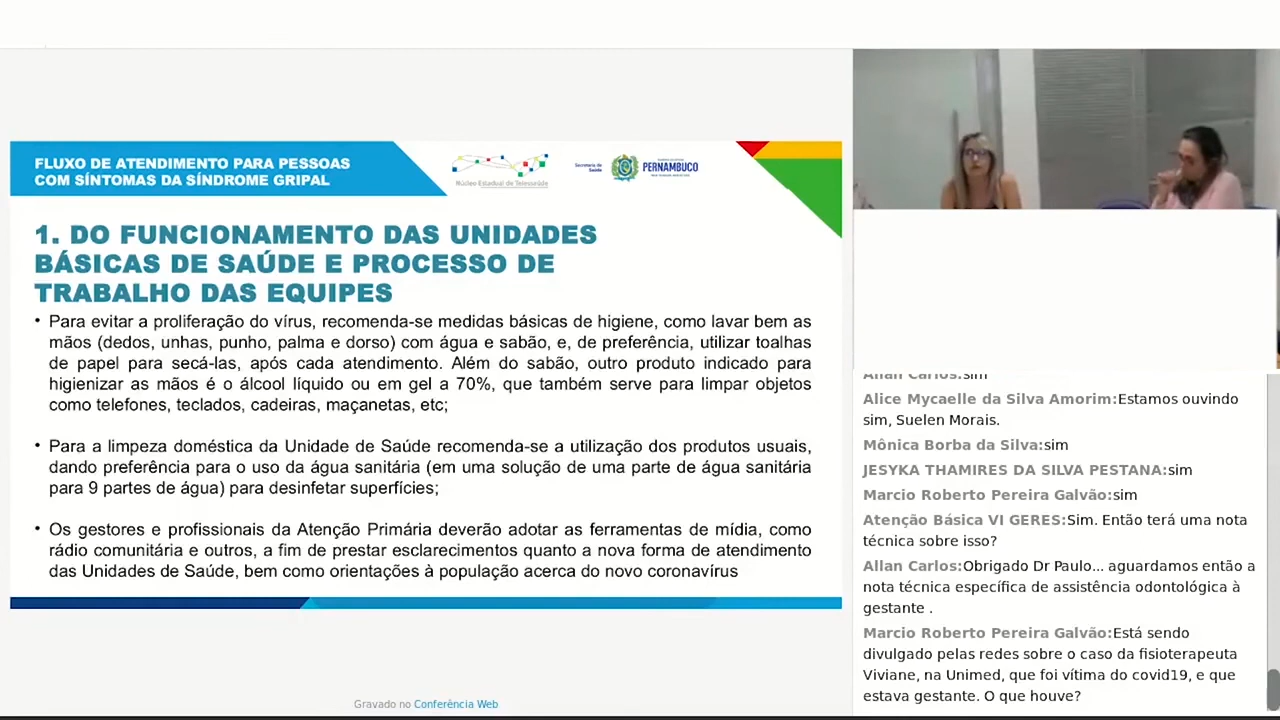 FLUXO DE ATENDIMENTO PARA PESSOAS
COM SÍNTOMAS DA SÍNDROME GRIPAL
Núcleo Estadual de Telessaúde
Secretaria de
Saúde
PERNAMBUCO
1. DO FUNCIONAMENTO DAS UNIDADES
BÁSICAS DE SAÚDE E PROCESSO DE
TRABALHO DAS EQUIPES
• Para evitar a proliferação do vírus, recomenda-se medidas básicas de higiene, como lavar bem as
mãos (dedos, unhas, punho, palma e dorso) com água e sabão, e, de preferência, utilizar toalhas
de papel para secá-las, após cada atendimento. Além do sabão, outro produto indicado para
higienizar as mãos é o álcool líquido ou em gel a 70%, que também serve para limpar objetos
como telefones, teclados, cadeiras, maçanetas, etc;
• Para a limpeza doméstica da Unidade de Saúde recomenda-se a utilização dos produtos usuais,
dando preferência para o uso da água sanitária (em uma solução de uma parte de água sanitária
para 9 partes de água) para desinfetar superfícies;
• Os gestores e profissionais da Atenção Primária deverão adotar as ferramentas de mídia, como
rádio comunitária e outros, a fim de prestar esclarecimentos quanto a nova forma de atendimento
das Unidades de Saúde, bem como orientações à população acerca do novo coronavírus
Gravado no Conferência Web
Allan Carlos:sim
Alice Mycaelle da Silva Amorim:Estamos ouvindo
sim, Suelen Morais.
Mônica Borba da Silva:sim
JESYKA THAMIRES DA SILVA PESTANA:sim
Marcio Roberto Pereira Galvão:sim
Atenção Básica VI GERES:Sim. Então terá uma nota
técnica sobre isso?
Allan Carlos:Obrigado Dr Paulo... aguardamos então a
nota técnica específica de assistência odontológica à
gestante .
Marcio Roberto Pereira Galvão:Está sendo
divulgado pelas redes sobre o caso da fisioterapeuta
Viviane, na Unimed, que foi vítima do covid19, e que
estava gestante. O que houve?